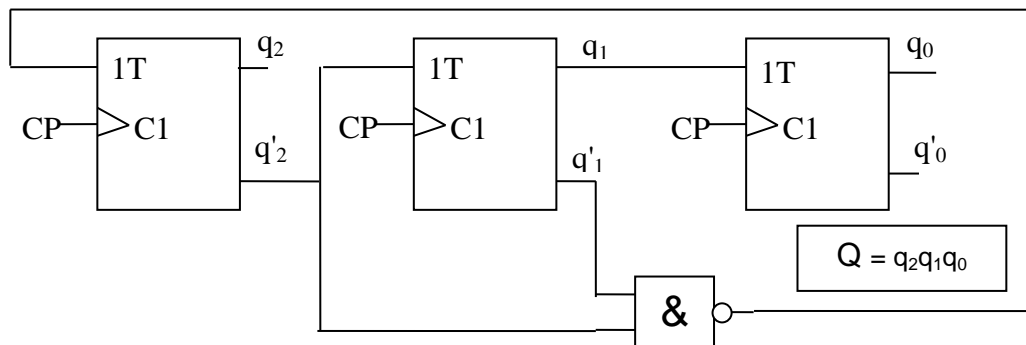 q₂ q₁ q₀
1T 1T 1T
CP C1 CP C1 CP C1
q'₂ q'₁ q'₀
Q = q₂q₁q₀
&